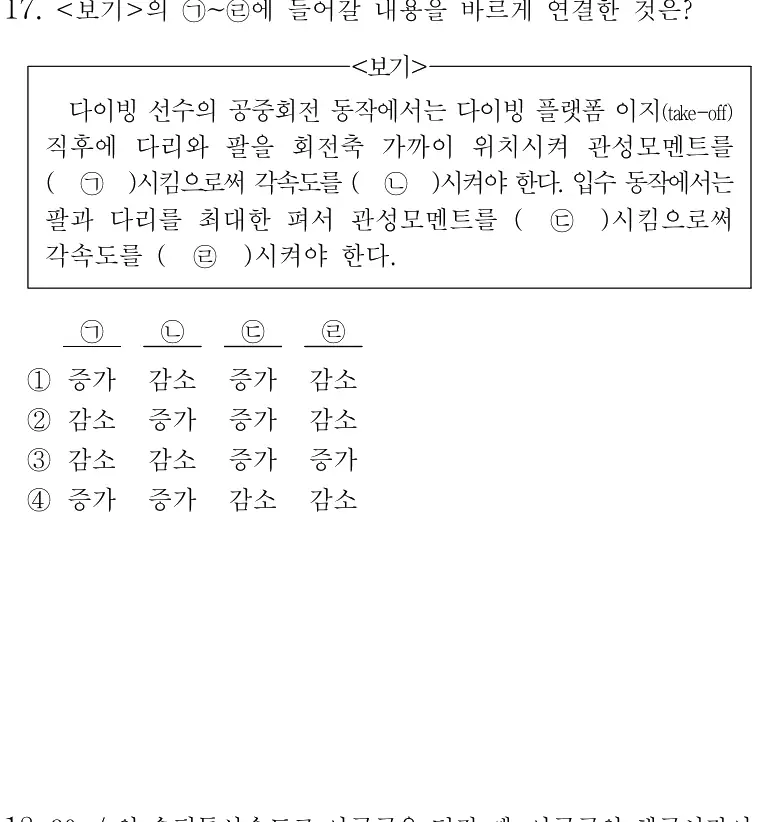 17. <보기>의 ㉠~㉣에 들어갈 내용을 바르게 연결한 것은?
<보기>
다이빙 선수의 공중회전 동작에서는 다이빙 플랫폼 이지(take-off)
직후에 다리와 팔을 회전축 가까이 위치시켜 관성모멘트를
( ㉠ )시킴으로써 각속도를 ( ㉡ )시켜야 한다. 입수 동작에서는
팔과 다리를 최대한 펴서 관성모멘트를 ( ㉢ )시킴으로써
각속도를 ( ㉣ )시켜야 한다.
㉠ ㉡ ㉢ ㉣
① 증가 감소 증가 감소
② 감소 증가 증가 감소
③ 감소 감소 증가 증가
④ 증가 증가 감소 감소